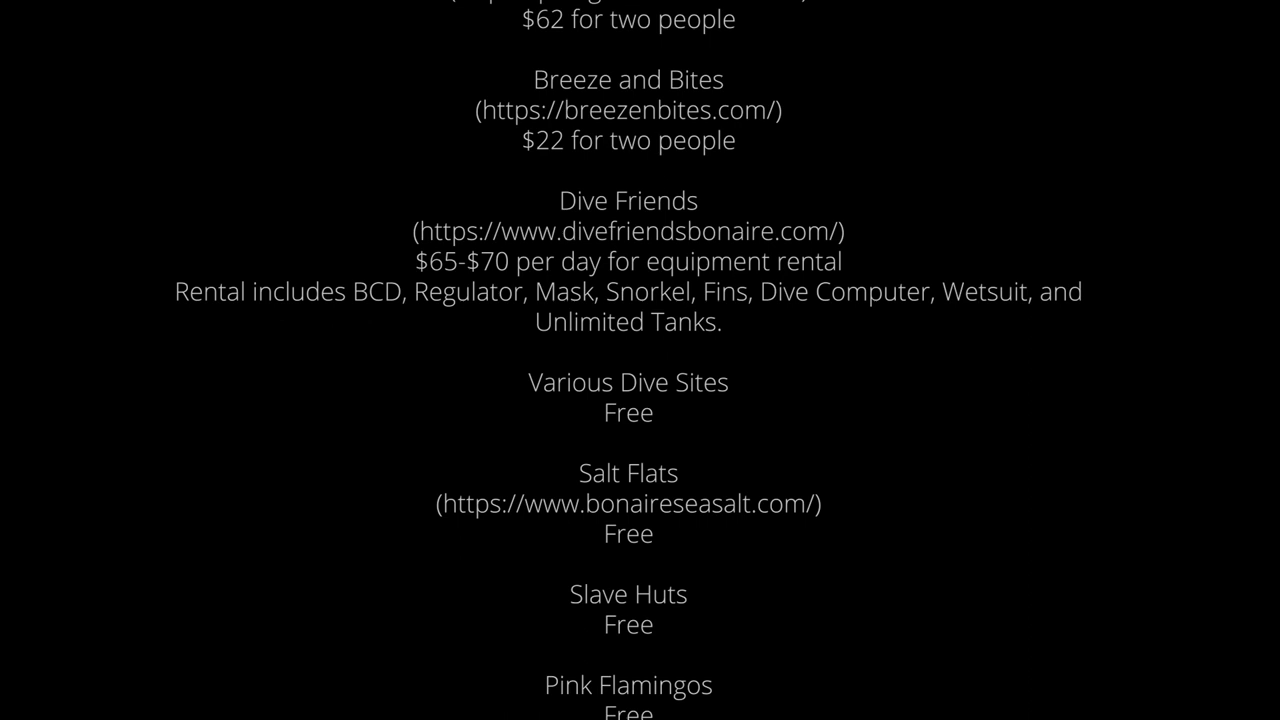 $62 for two people
Breeze and Bites
(https://breezenbites.com/)
$22 for two people
Dive Friends
(https://www.divefriendsbonaire.com/)
$65-$70 per day for equipment rental
Rental includes BCD, Regulator, Mask, Snorkel, Fins, Dive Computer, Wetsuit, and
Unlimited Tanks.
Various Dive Sites
Free
Salt Flats
(https://www.bonaireseasalt.com/)
Free
Slave Huts
Free
Pink Flamingos
Free